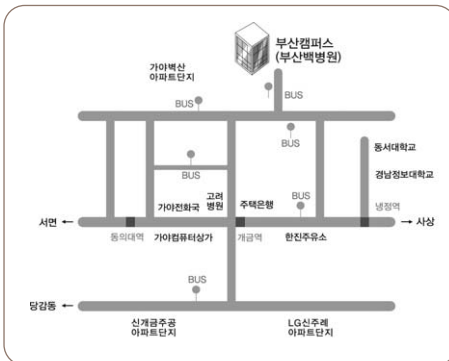 부산캠퍼스
(부산백병원)
가야벽산
아파트단지
BUS
BUS
BUS
동서대학교
BUS
경남정보대학교
고려
병원
가야전화국
주택은행
BUS
냉정역
서면
사상
동의대역
가야컴퓨터상가
개금역
한진주유소
BUS
당감동
신개금주공
아파트단지
LG신주례
아파트단지